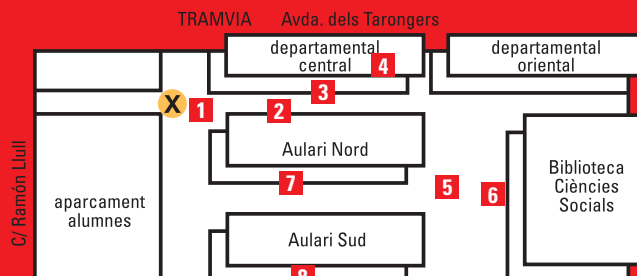 TRAMVIA Avda. dels Tarongers
departamental
central
departamental
oriental
4
3
X
1
2
C/ Ramón Llull
Aulari Nord
Biblioteca
Ciències
Socials
7
5
6
aparcament
alumnes
Aulari Sud
8